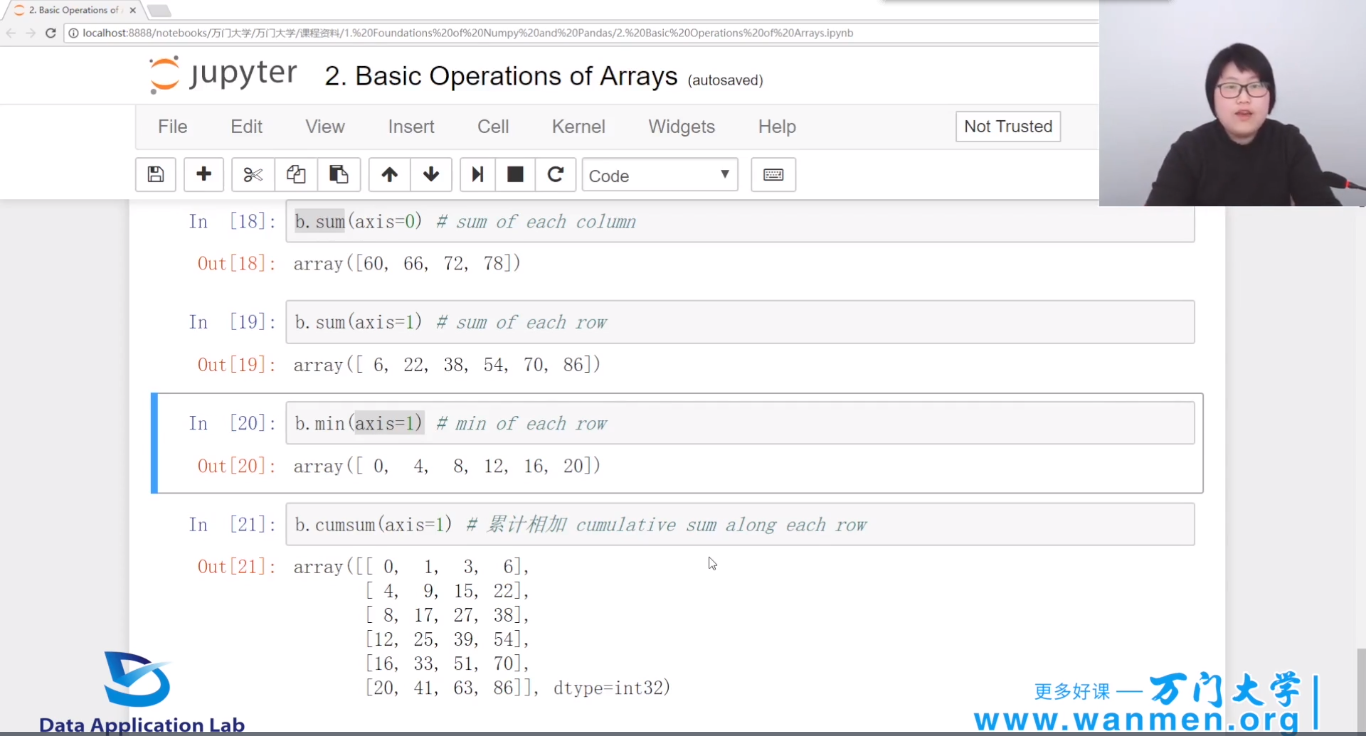 2. Basic Operations of
localhost:8888/notebooks/万门大学/万门大学/课程资料/1.%20Foundations%20of%20Numpy%20and%20Pandas/2.%20Basic%20Operations%20of%20Arrays.ipynb
jupyter 2. Basic Operations of Arrays (autosaved)
File Edit View Insert Cell Kernel Widgets Help Not Trusted
Code
In [18]: b.sum(axis=0) # sum of each column
Out[18]: array([60, 66, 72, 78])
In [19]: b.sum(axis=1) # sum of each row
Out[19]: array([ 6, 22, 38, 54, 70, 86])
In [20]: b.min(axis=1) # min of each row
Out[20]: array([ 0, 4, 8, 12, 16, 20])
In [21]: b.cumsum(axis=1) # 累计相加 cumulative sum along each row
Out[21]: array([[ 0, 1, 3, 6],
[ 4, 9, 15, 22],
[ 8, 17, 27, 38],
[12, 25, 39, 54],
[16, 33, 51, 70],
[20, 41, 63, 86]], dtype=int32)
Data Application Lab
更多好课 — 万门大学
www.wanmen.org